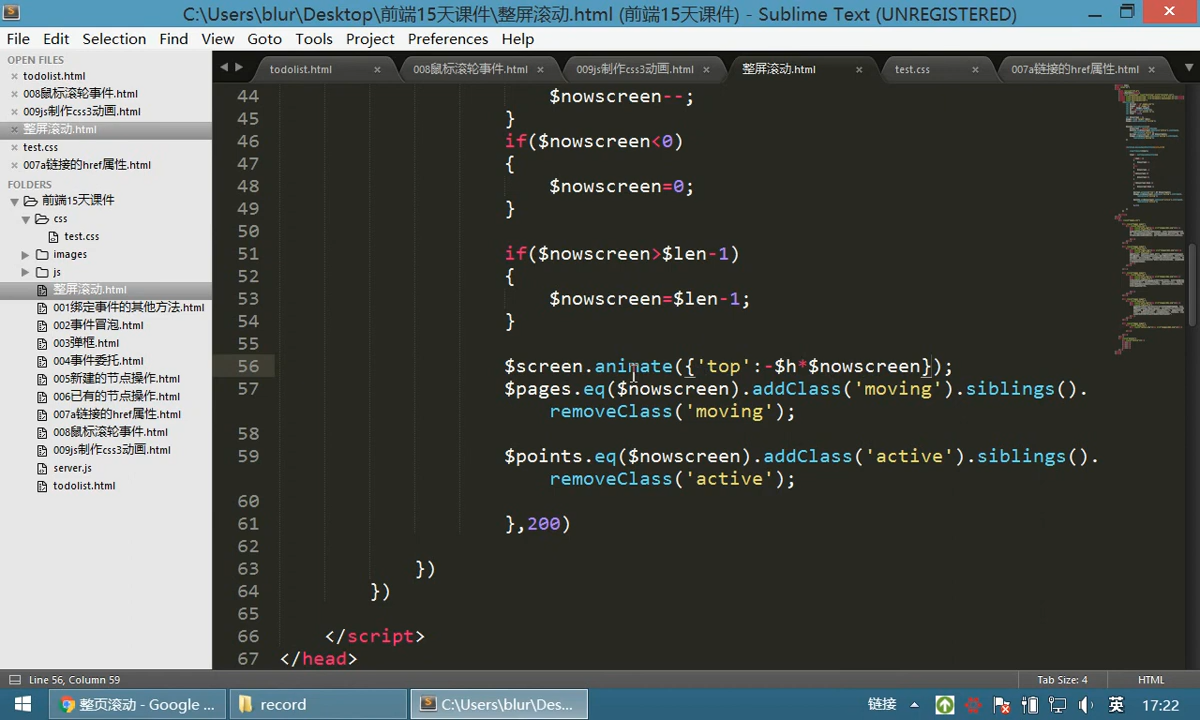 C:\Users\blur\Desktop\前端15天课件\整屏滚动.html (前端15天课件) - Sublime Text (UNREGISTERED)
File Edit Selection Find View Goto Tools Project Preferences Help
OPEN FILES
todolist.html
008鼠标滚轮事件.html
009js制作css3动画.html
整屏滚动.html
test.css
007a链接的href属性.html
FOLDERS
前端15天课件
css
test.css
images
js
整屏滚动.html
001绑定事件的其他方法.html
002事件冒泡.html
003弹框.html
004事件委托.html
005新建的节点操作.html
006已有的节点操作.html
007a链接的href属性.html
008鼠标滚轮事件.html
009js制作css3动画.html
server.js
todolist.html
todolist.html 008鼠标滚轮事件.html 009js制作css3动画.html 整屏滚动.html test.css 007a链接的href属性.html
44 $nowscreen--;
45 }
46 if($nowscreen<0)
47 {
48 $nowscreen=0;
49 }
50
51 if($nowscreen>$len-1)
52 {
53 $nowscreen=$len-1;
54 }
55
56 $screen.animate({'top':-$h*$nowscreen});
57 $pages.eq($nowscreen).addClass('moving').siblings().
removeClass('moving');
58
59 $points.eq($nowscreen).addClass('active').siblings().
removeClass('active');
60
61 },200)
62
63 })
64 })
65
66 </script>
67 </head>
Line 56, Column 59 Tab Size: 4 HTML
整页滚动 - Google ... record C:\Users\blur\Des... 链接 英 17:22